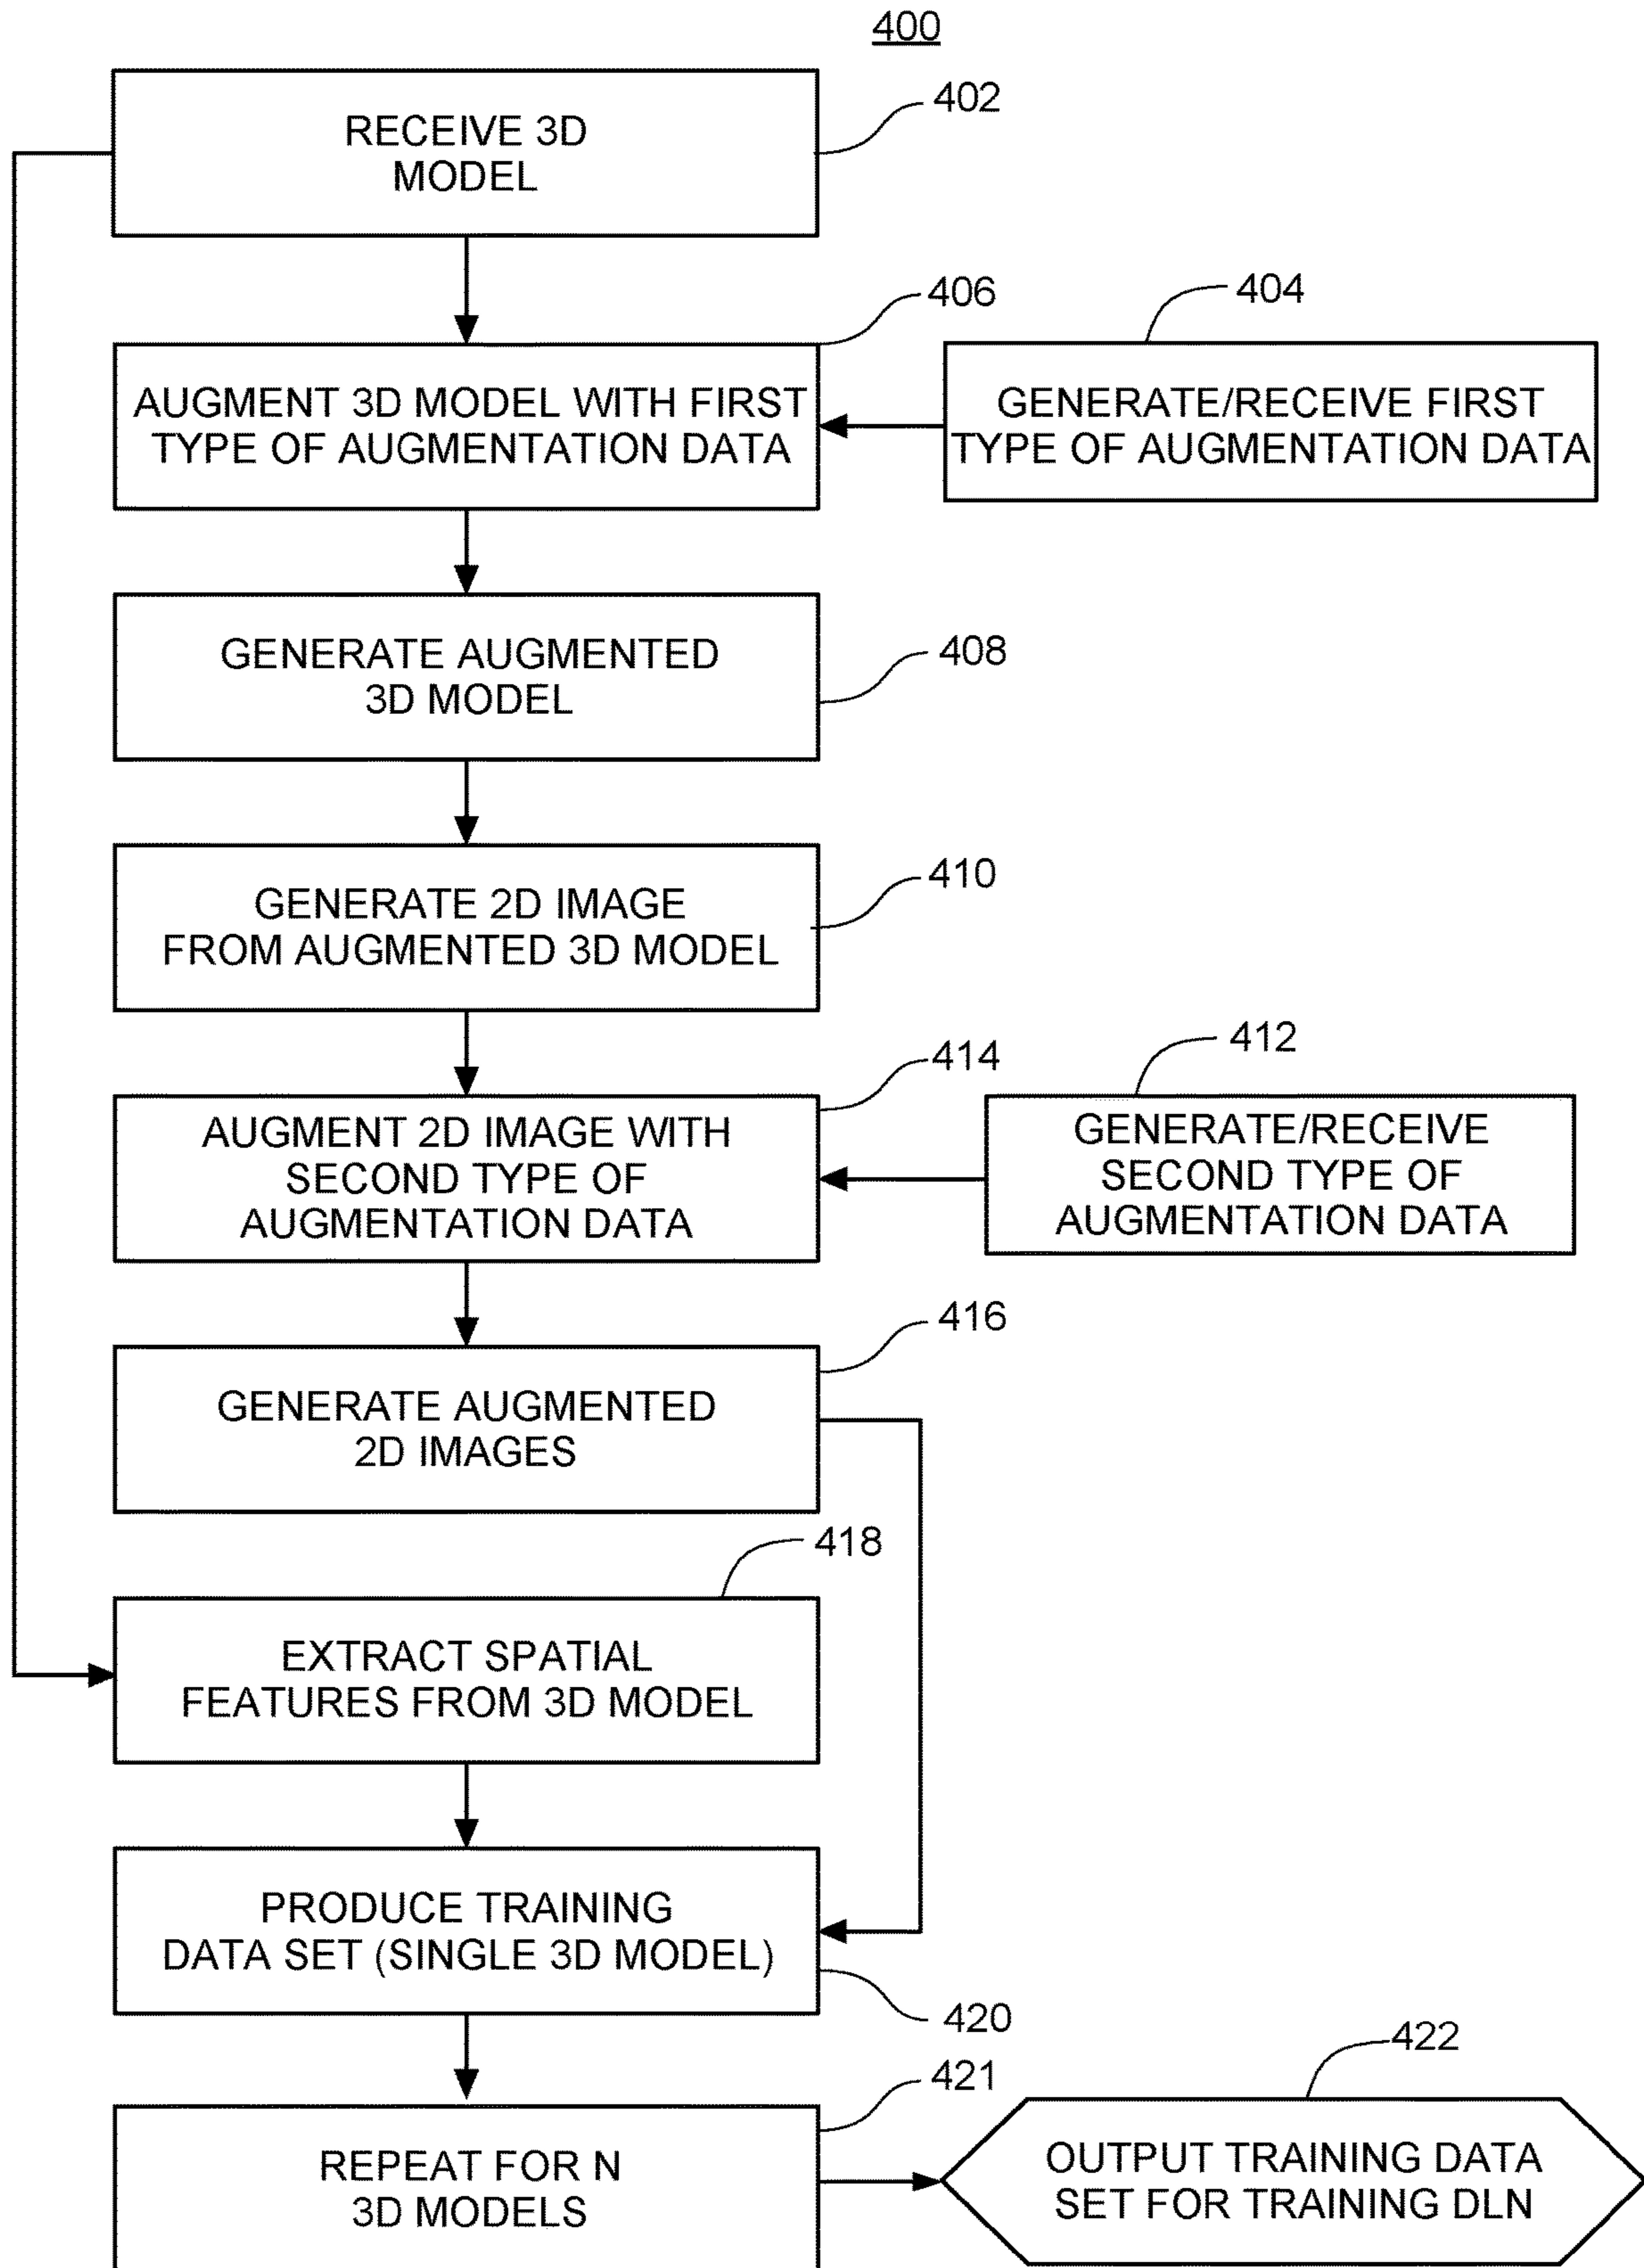 400
RECEIVE 3D
MODEL
402
406
404
AUGMENT 3D MODEL WITH FIRST
TYPE OF AUGMENTATION DATA
GENERATE/RECEIVE FIRST
TYPE OF AUGMENTATION DATA
GENERATE AUGMENTED
3D MODEL
408
GENERATE 2D IMAGE
FROM AUGMENTED 3D MODEL
410
414
412
AUGMENT 2D IMAGE WITH
SECOND TYPE OF
AUGMENTATION DATA
GENERATE/RECEIVE
SECOND TYPE OF
AUGMENTATION DATA
416
GENERATE AUGMENTED
2D IMAGES
418
EXTRACT SPATIAL
FEATURES FROM 3D MODEL
PRODUCE TRAINING
DATA SET (SINGLE 3D MODEL)
420
421
422
REPEAT FOR N
3D MODELS
OUTPUT TRAINING DATA
SET FOR TRAINING DLN